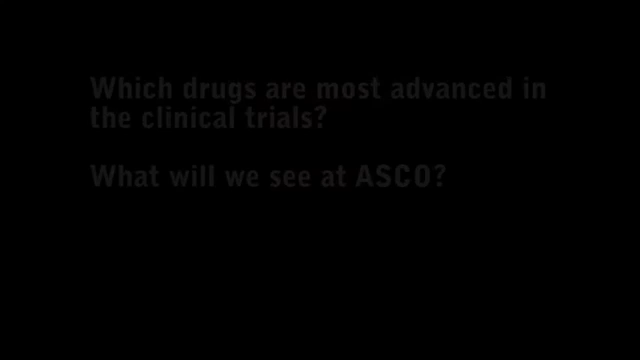 Which drugs are most advanced in
the clinical trials?
What will we see at ASCO?